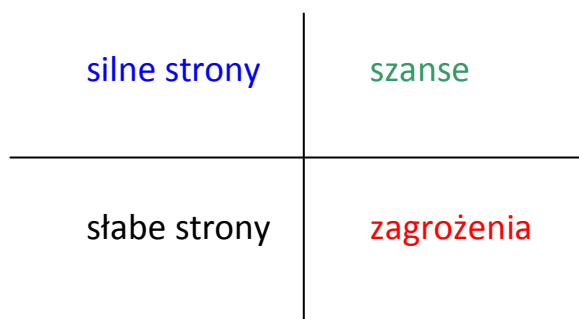 silne strony
szanse
słabe strony
zagrożenia